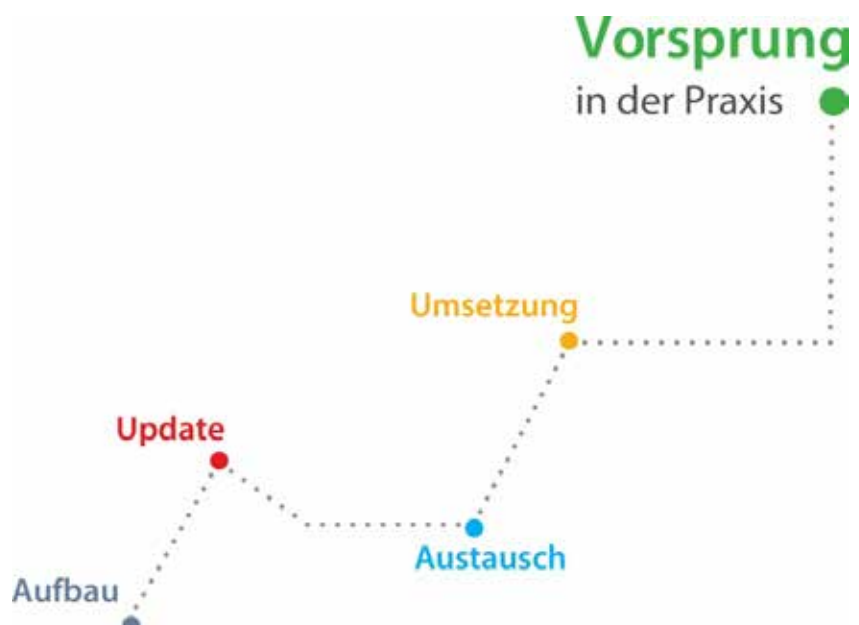 Vorsprung
in der Praxis
Umsetzung
Update
Austausch
Aufbau